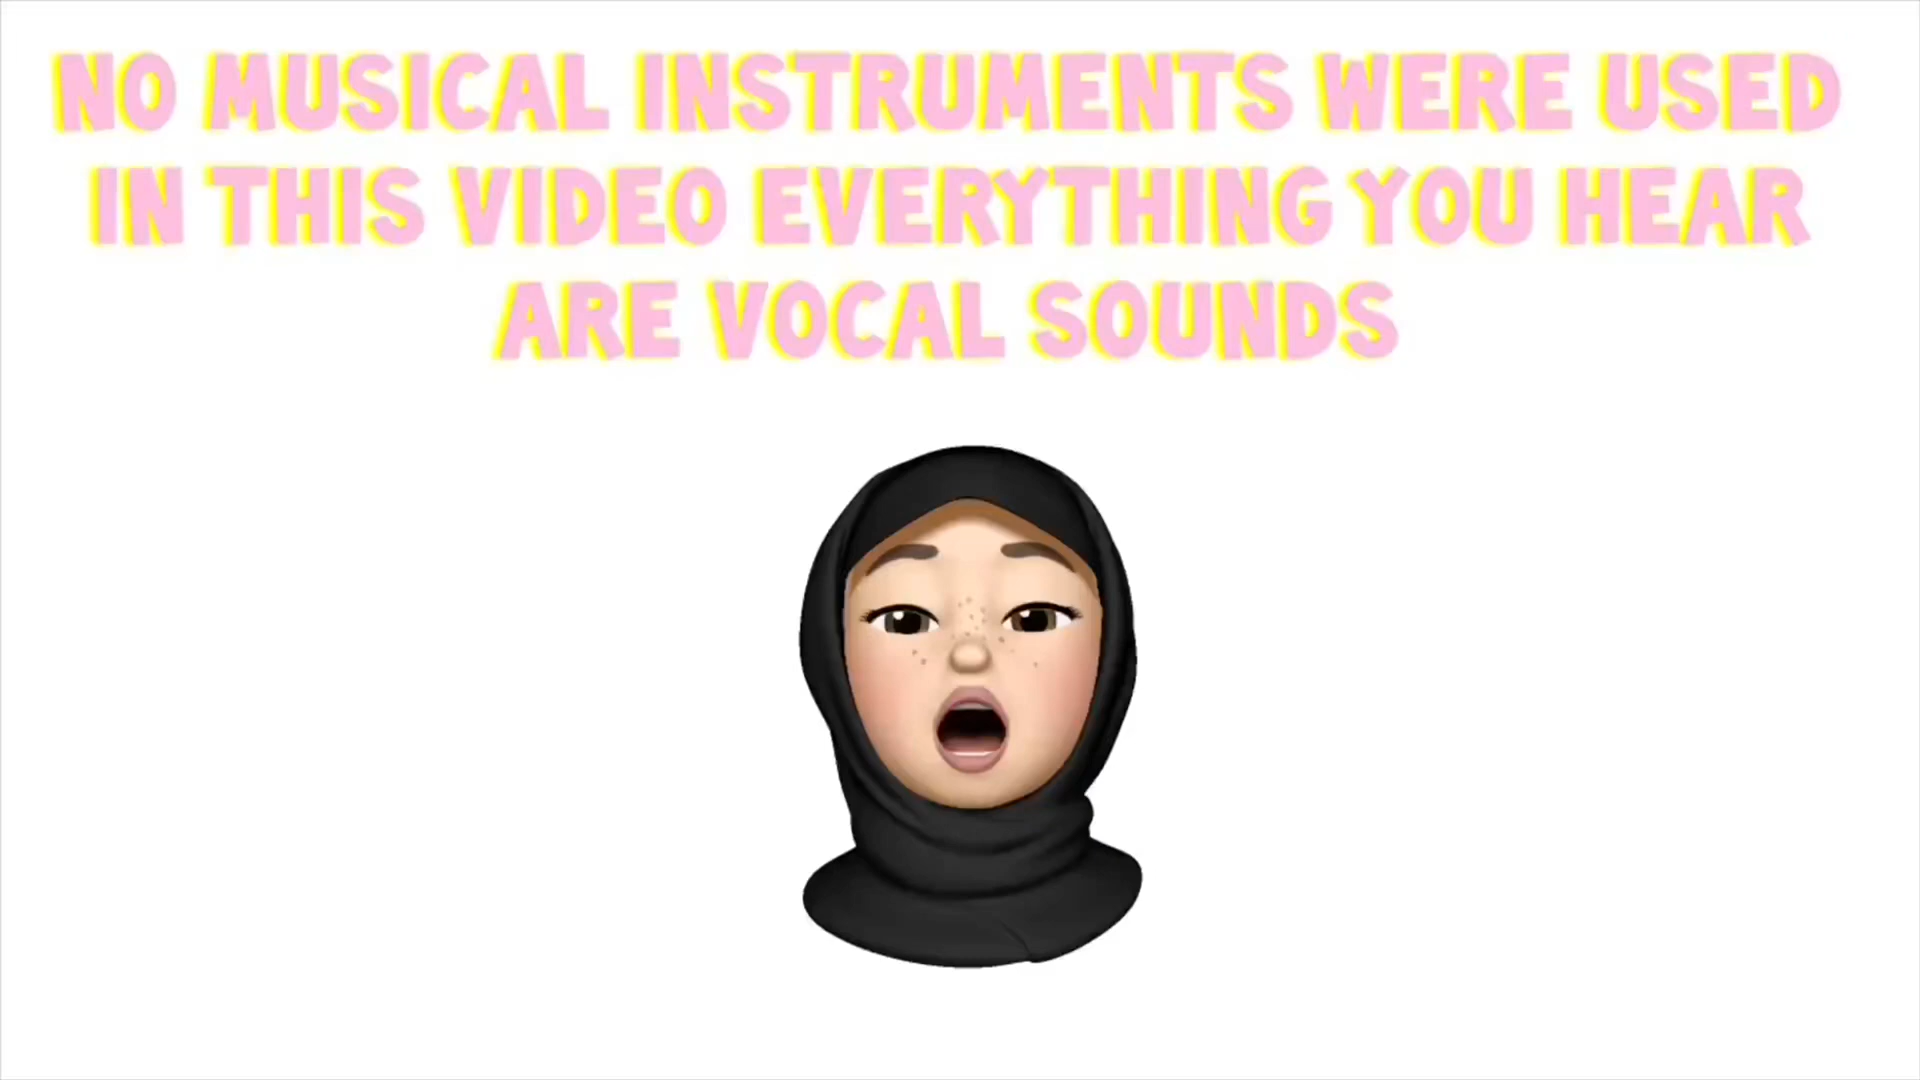 NO MUSICAL INSTRUMENTS WERE USED
IN THIS VIDEO EVERYTHING YOU HEAR
ARE VOCAL SOUNDS